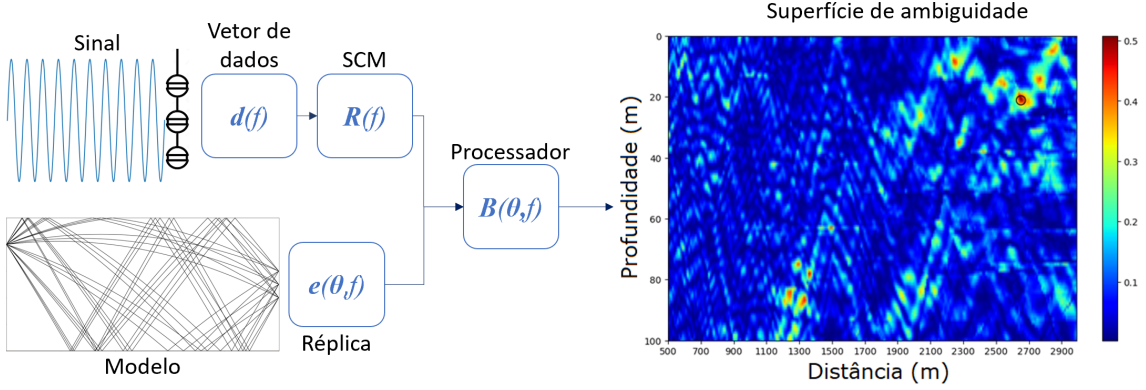 Sinal
Vetor de
dados
SCM
d(f)
R(f)
Processador
B(θ,f)
e(θ,f)
Réplica
Modelo
Superfície de ambiguidade
Profundidade (m)
0
20
40
60
80
100
500
700
900
1100
1300
1500
1700
1900
2100
2300
2500
2700
2900
Distância (m)
0.5
0.4
0.3
0.2
0.1